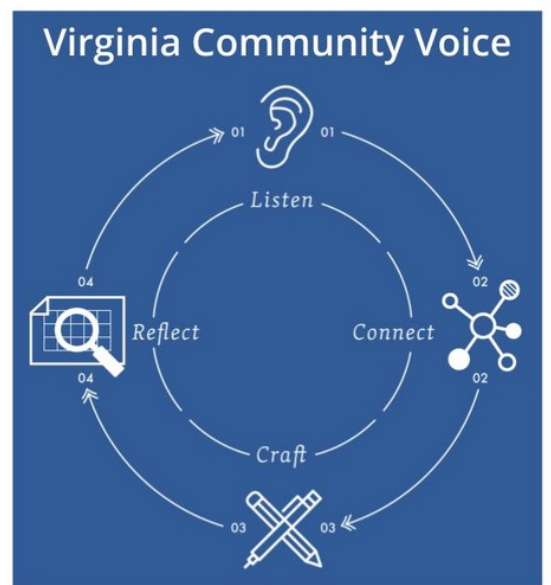 Virginia Community Voice
01 01
Listen
04 02
Reflect Connect
04 02
Craft
03 03